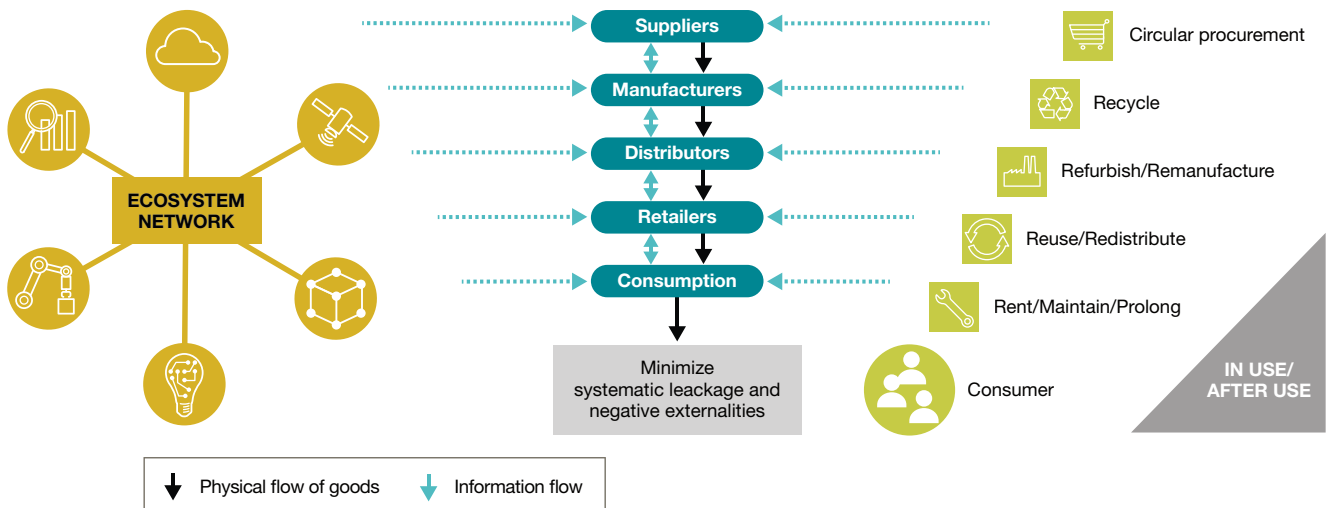 Suppliers
Circular procurement
Manufacturers
Recycle
Distributors
Refurbish/Remanufacture
ECOSYSTEM
NETWORK
Retailers
Reuse/Redistribute
Consumption
Rent/Maintain/Prolong
Minimize
systematic leackage and
negative externalities
Consumer
IN USE/
AFTER USE
Physical flow of goods
Information flow